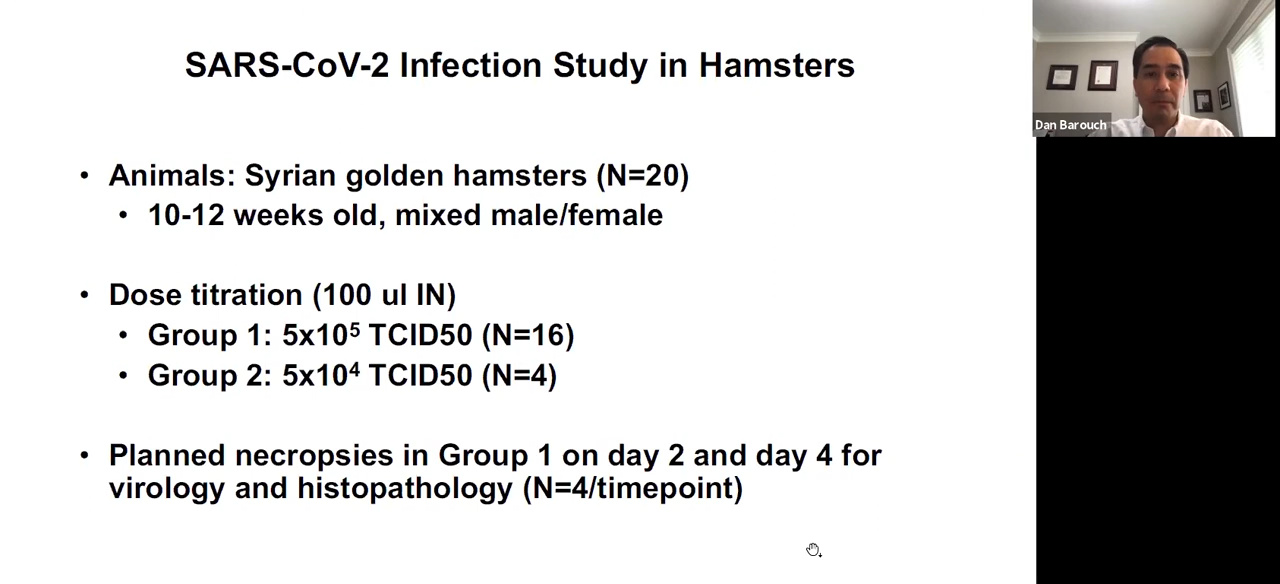 SARS-CoV-2 Infection Study in Hamsters
Dan Barouch
• Animals: Syrian golden hamsters (N=20)
• 10-12 weeks old, mixed male/female
• Dose titration (100 ul IN)
• Group 1: 5x10⁵ TCID50 (N=16)
• Group 2: 5x10⁴ TCID50 (N=4)
• Planned necropsies in Group 1 on day 2 and day 4 for
virology and histopathology (N=4/timepoint)